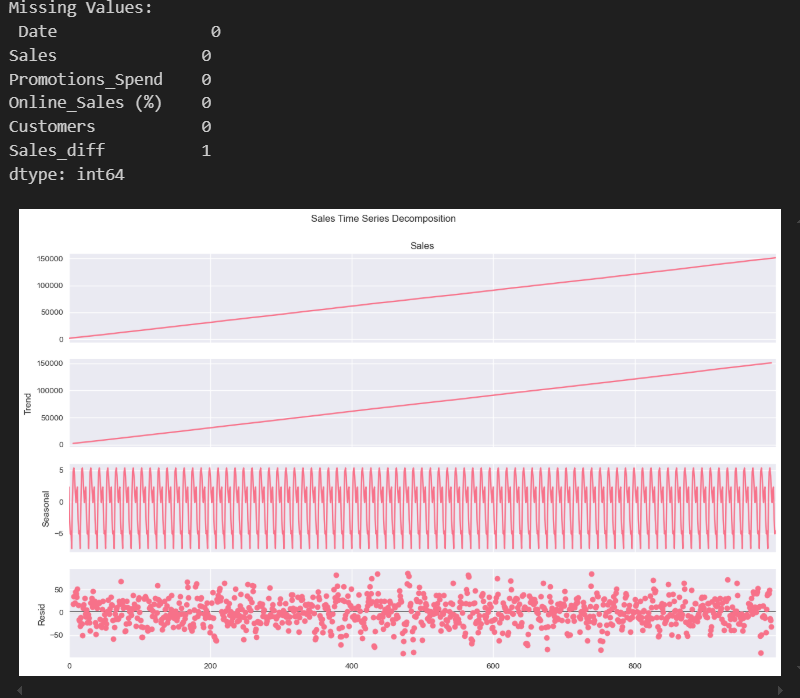 Missing Values:
Date 0
Sales 0
Promotions_Spend 0
Online_Sales (%) 0
Customers 0
Sales_diff 1
dtype: int64
Sales Time Series Decomposition
Sales
150000
100000
50000
0
Trend
150000
100000
50000
0
Seasonal
5
0
−5
Resid
50
0
−50
0 200 400 600 800